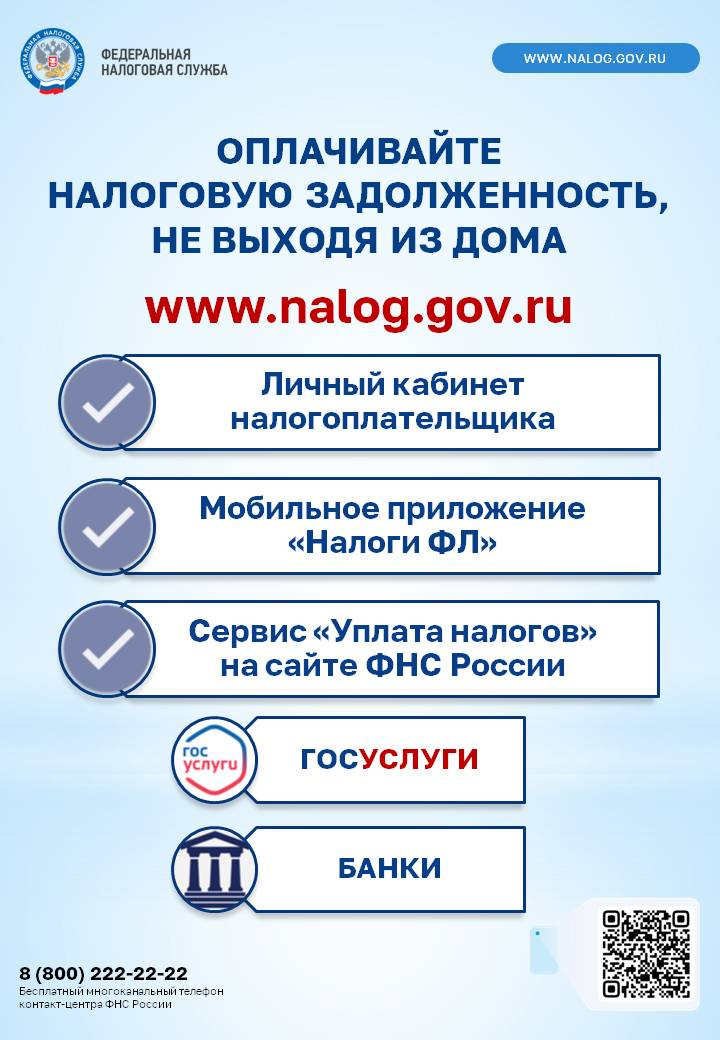 ФЕДЕРАЛЬНАЯ
НАЛОГОВАЯ СЛУЖБА
WWW.NALOG.GOV.RU
ОПЛАЧИВАЙТЕ
НАЛОГОВУЮ ЗАДОЛЖЕННОСТЬ,
НЕ ВЫХОДЯ ИЗ ДОМА
www.nalog.gov.ru
Личный кабинет
налогоплательщика
Мобильное приложение
«Налоги ФЛ»
Сервис «Уплата налогов»
на сайте ФНС России
гос
услуги
ГОСУСЛУГИ
БАНКИ
8 (800) 222-22-22
Бесплатный многоканальный телефон
контакт-центра ФНС России